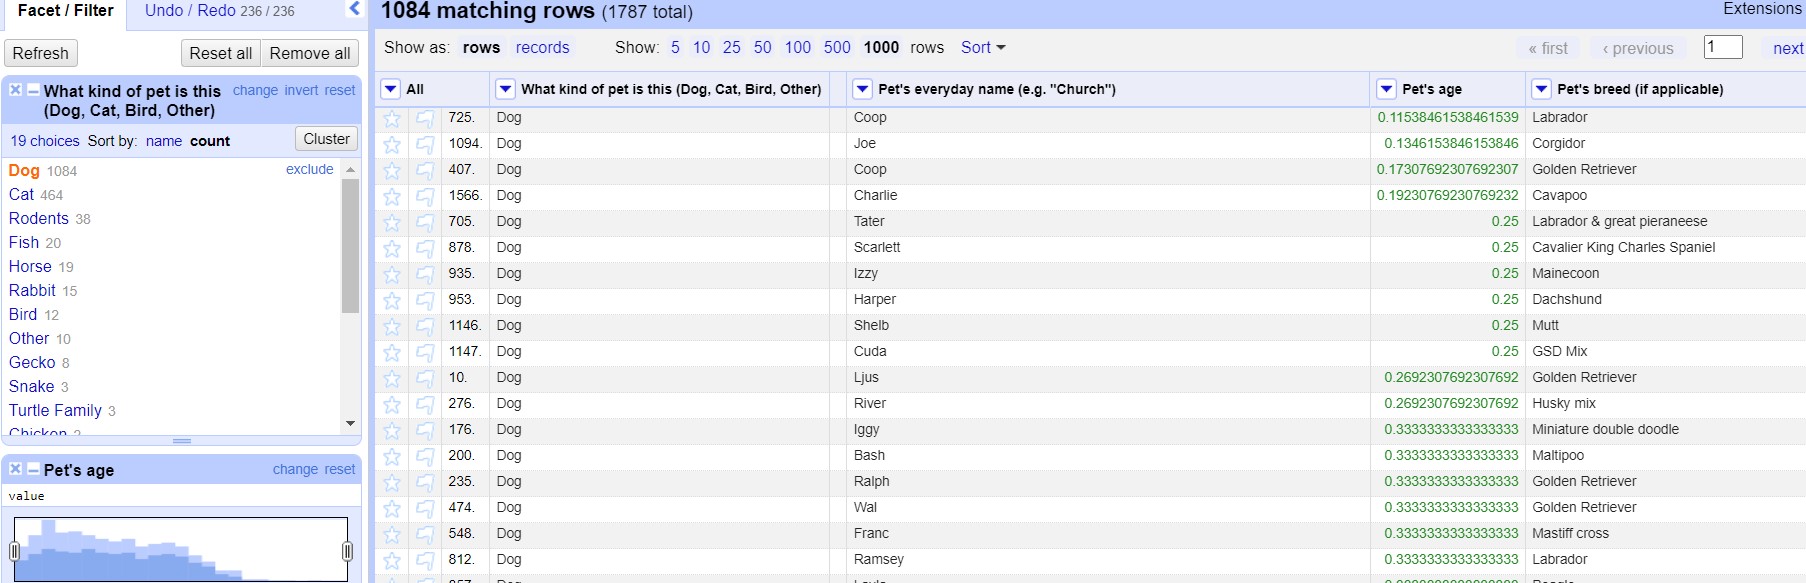 Facet / Filter Undo / Redo 236 / 236
Refresh Reset all Remove all
What kind of pet is this (Dog, Cat, Bird, Other) change invert reset
19 choices Sort by: name count Cluster
Dog 1084 exclude
Cat 464
Rodents 38
Fish 20
Horse 19
Rabbit 15
Bird 12
Other 10
Gecko 8
Snake 3
Turtle Family 3
Chicken 2
Pet's age change reset
value
1084 matching rows (1787 total) Extensions
Show as: rows records Show: 5 10 25 50 100 500 1000 rows Sort « first ‹ previous 1 next
All What kind of pet is this (Dog, Cat, Bird, Other) Pet's everyday name (e.g. "Church") Pet's age Pet's breed (if applicable)
725. Dog Coop 0.11538461538461539 Labrador
1094. Dog Joe 0.1346153846153846 Corgidor
407. Dog Coop 0.17307692307692307 Golden Retriever
1566. Dog Charlie 0.19230769230769232 Cavapoo
705. Dog Tater 0.25 Labrador & great pieraneese
878. Dog Scarlett 0.25 Cavalier King Charles Spaniel
935. Dog Izzy 0.25 Mainecoon
953. Dog Harper 0.25 Dachshund
1146. Dog Shelb 0.25 Mutt
1147. Dog Cuda 0.25 GSD Mix
10. Dog Ljus 0.2692307692307692 Golden Retriever
276. Dog River 0.2692307692307692 Husky mix
176. Dog Iggy 0.3333333333333333 Miniature double doodle
200. Dog Bash 0.3333333333333333 Maltipoo
235. Dog Ralph 0.3333333333333333 Golden Retriever
474. Dog Wal 0.3333333333333333 Golden Retriever
548. Dog Franc 0.3333333333333333 Mastiff cross
812. Dog Ramsey 0.3333333333333333 Labrador